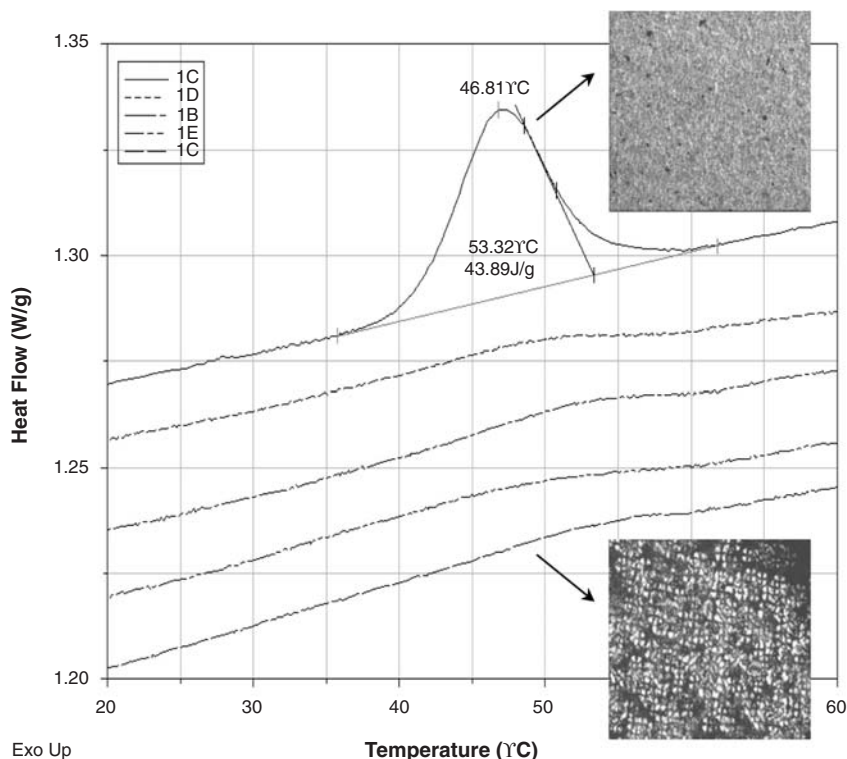 1.35
1.30
1.25
1.20
Heat Flow (W/g)
1C
1D
1B
1E
1C
46.81ϒC
53.32ϒC
43.89J/g
20
30
40
50
60
Exo Up
Temperature (ϒC)